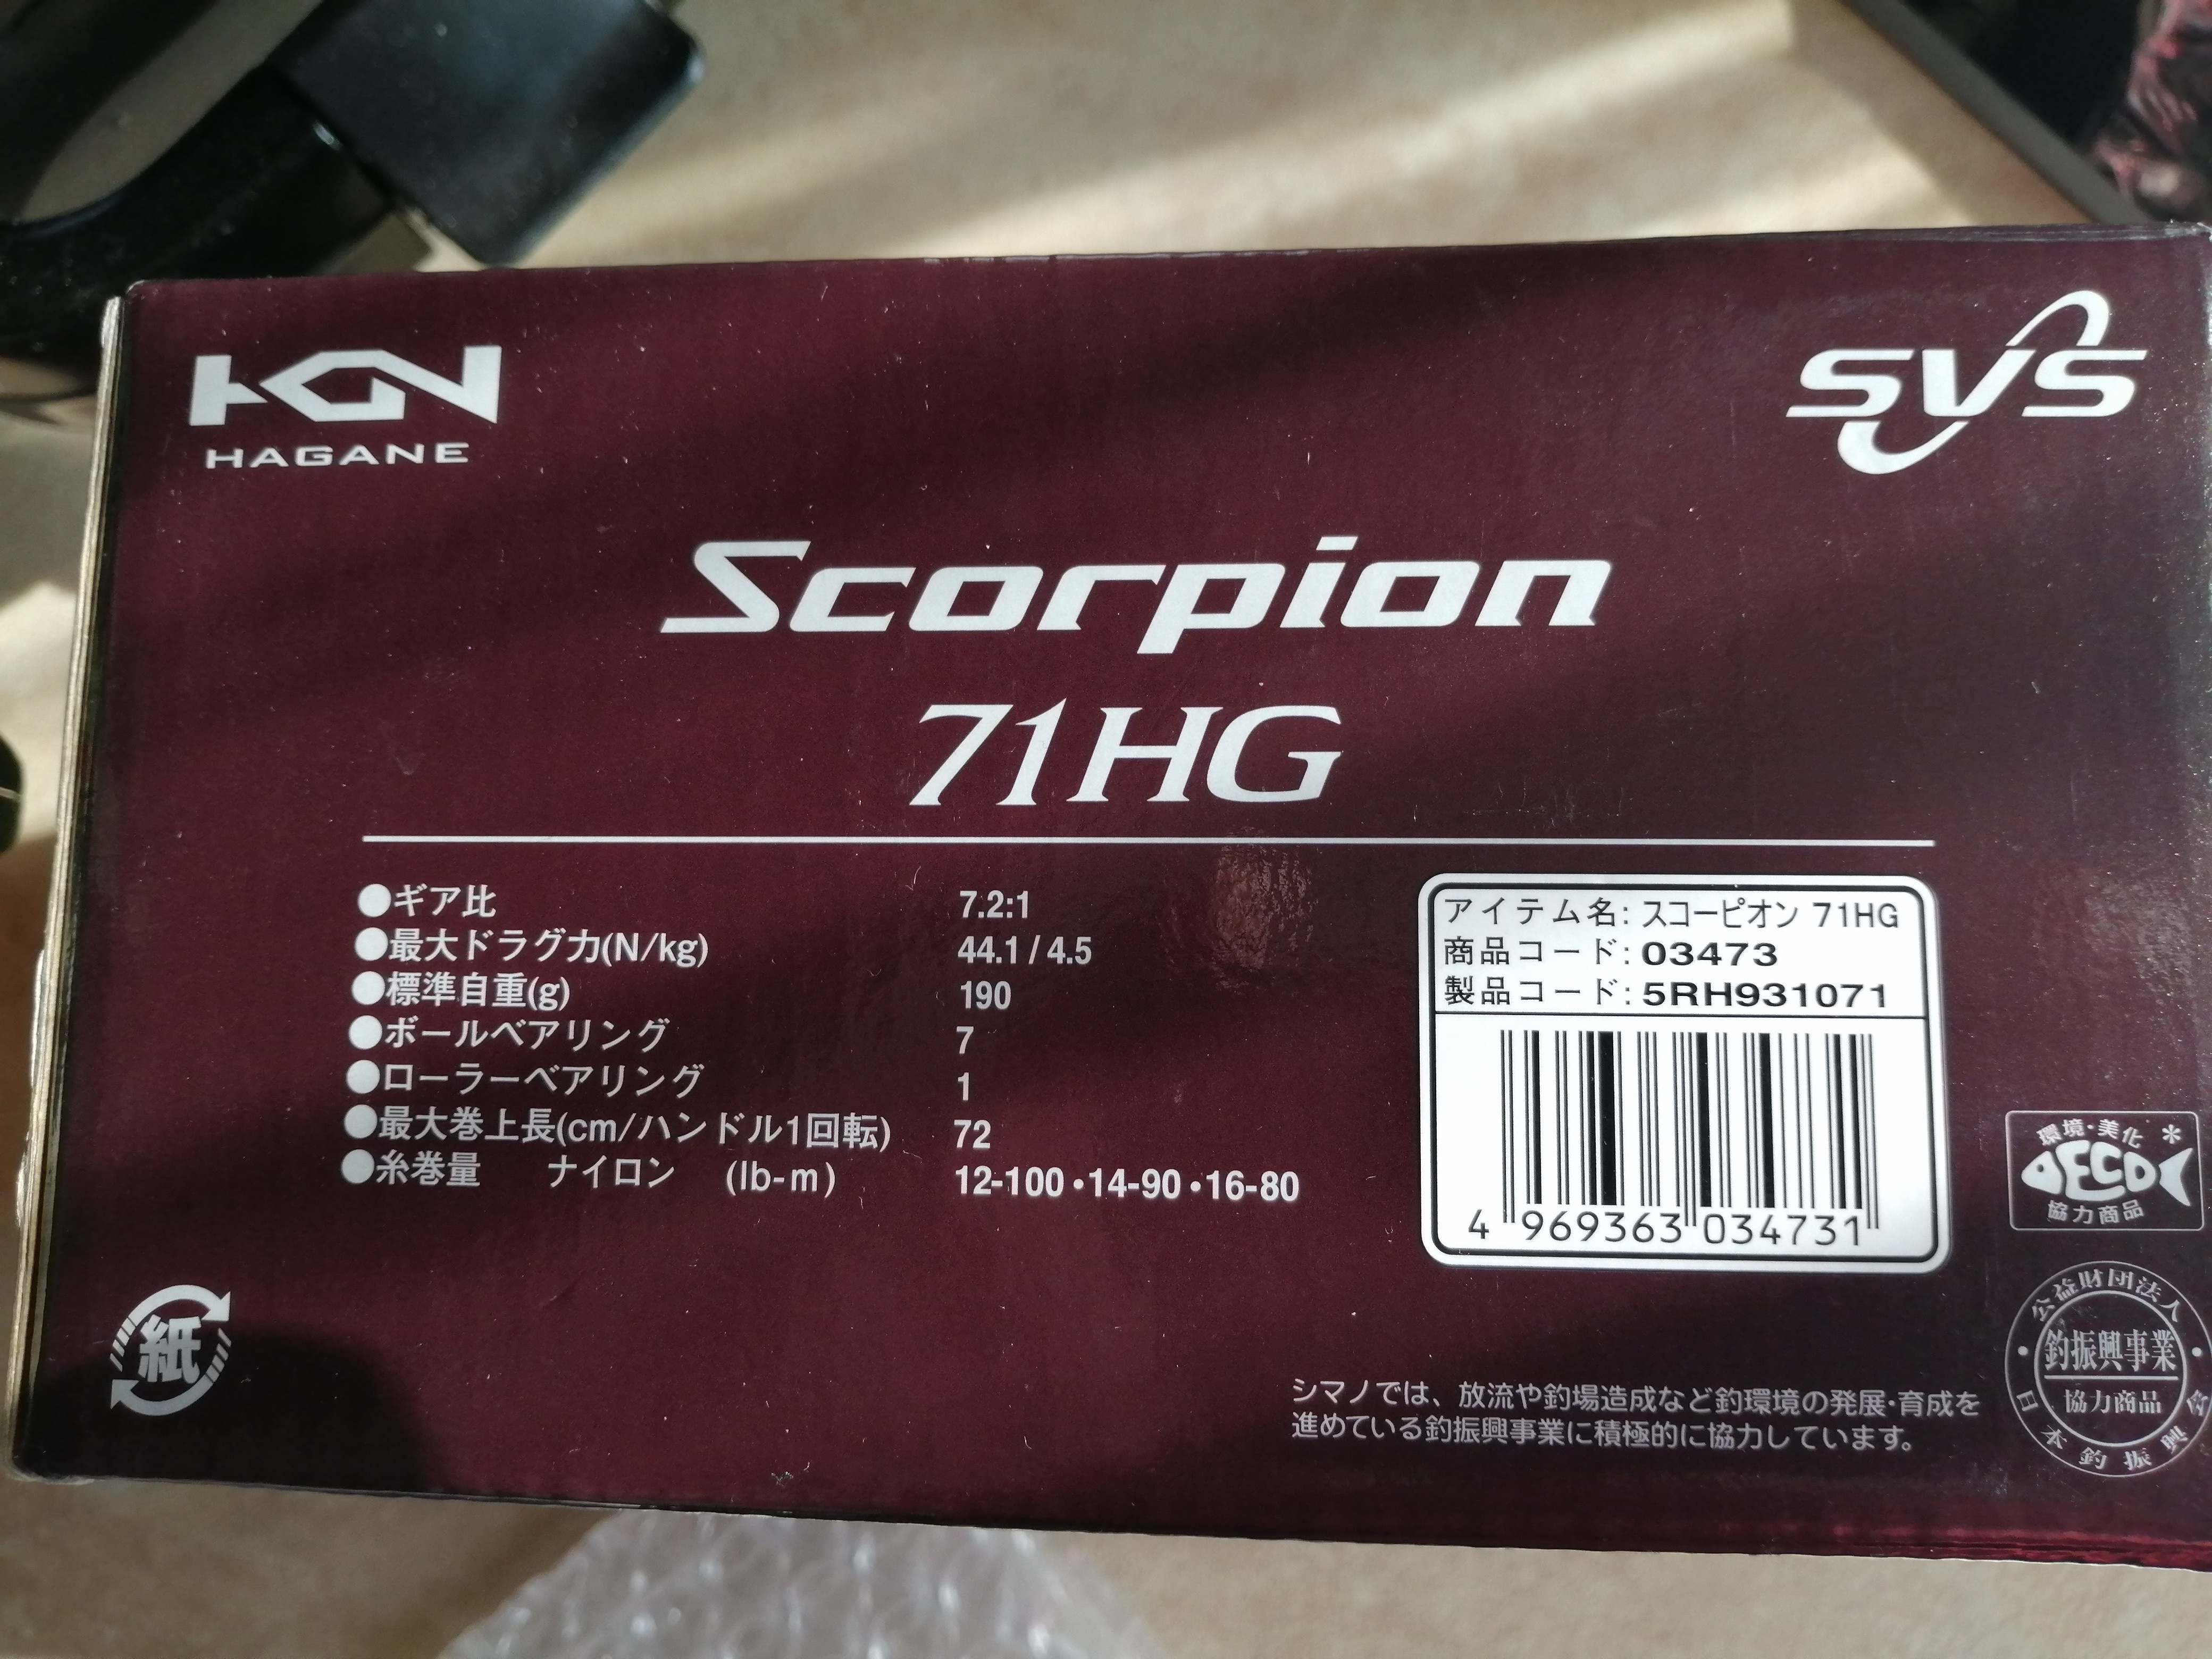 HGN
HAGANE
SVS
Scorpion
71HG
●ギア比 7.2:1
●最大ドラグ力(N/kg) 44.1 / 4.5
●標準自重(g) 190
●ボールベアリング 7
●ローラーベアリング 1
●最大巻上長(cm/ハンドル1回転) 72
●糸巻量 ナイロン (lb-m) 12-100・14-90・16-80
アイテム名: スコーピオン 71HG
商品コード: 03473
製品コード: 5RH931071
4 969363 034731
環境・美化 *
ECO
協力商品
紙
シマノでは、放流や釣場造成など釣環境の発展・育成を
進めている釣振興事業に積極的に協力しています。
公益財団法人
釣振興事業
協力商品
日本釣振興会